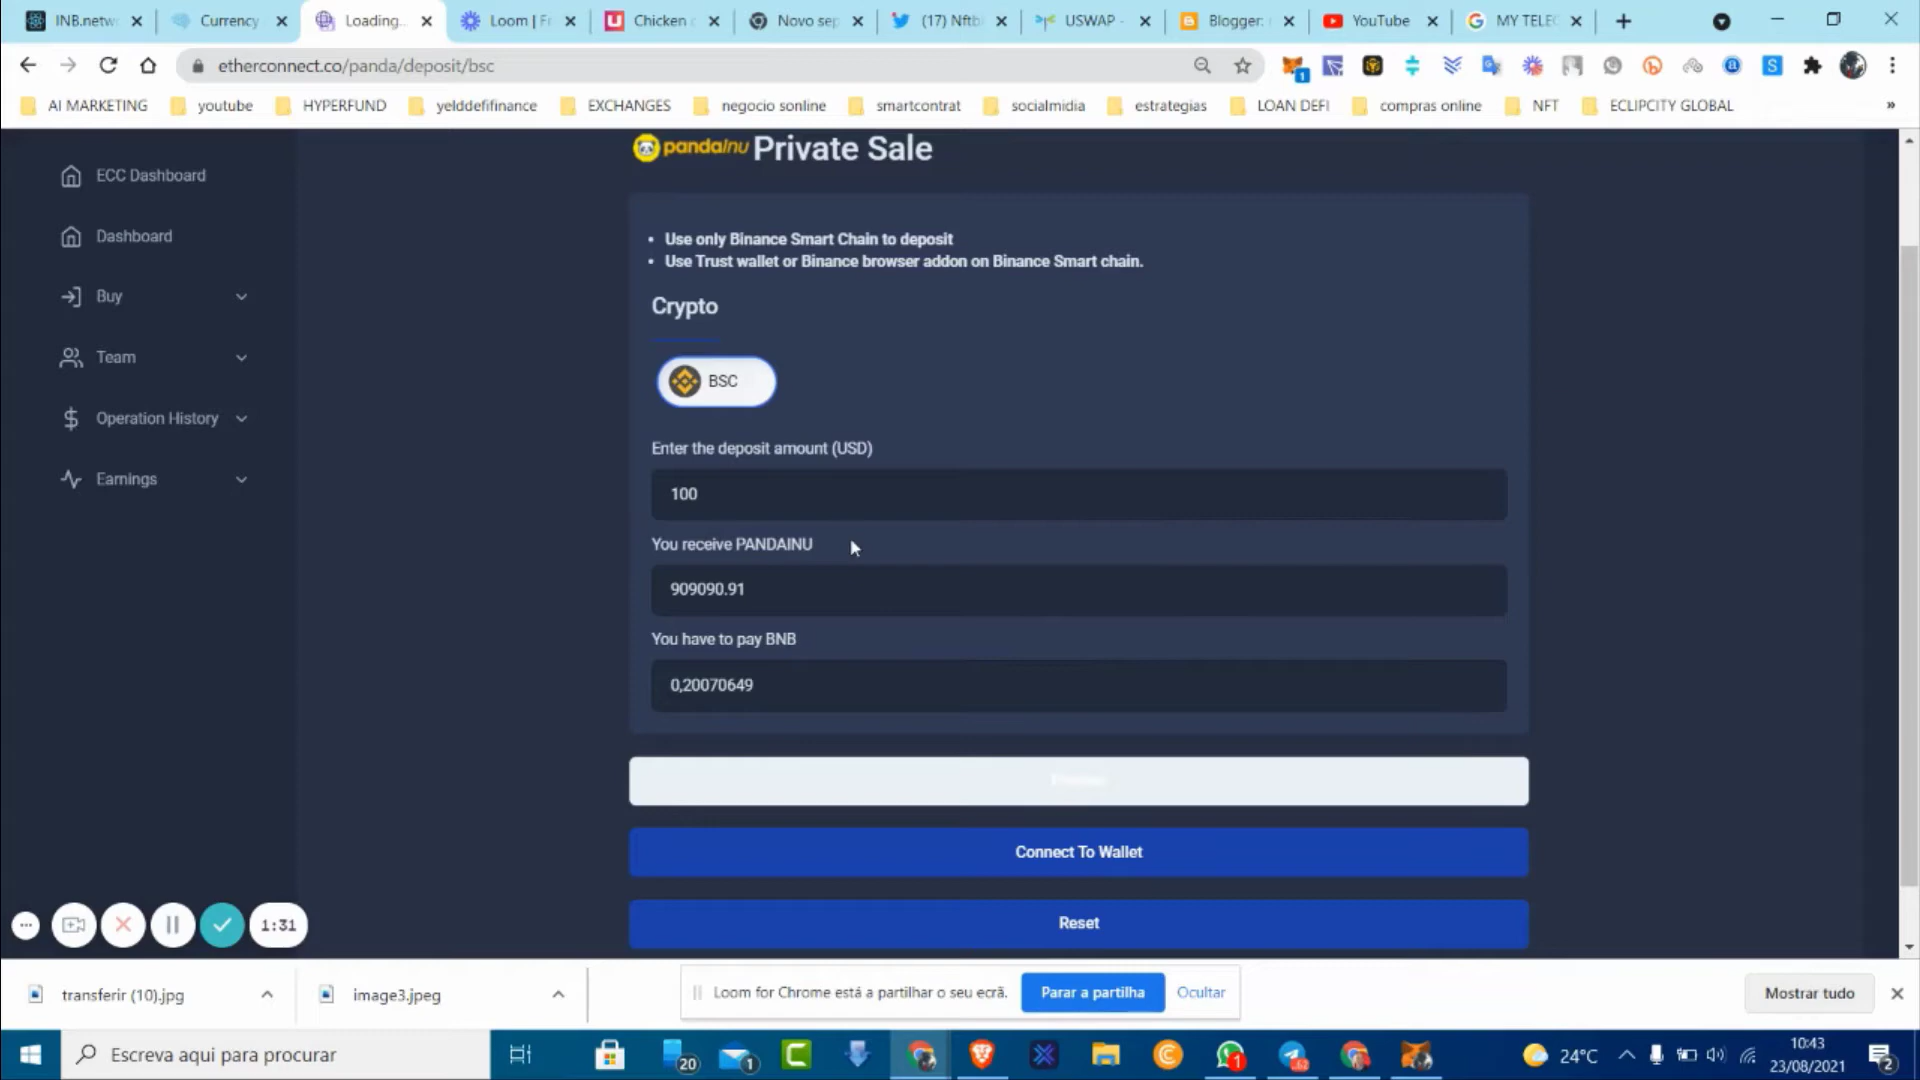 INB.netw
Currency
Loading.
Loom | F
Chicken
Novo sep
(17) Nftb
USWAP -
Blogger:
YouTube
MY TELE
etherconnect.co/panda/deposit/bsc
AI MARKETING
youtube
HYPERFUND
yelddefifinance
EXCHANGES
negocio sonline
smartcontrat
socialmidia
estrategias
LOAN DEFI
compras online
NFT
ECLIPCITY GLOBAL
»
ECC Dashboard
Dashboard
Buy
Team
Operation History
Earnings
pandaInu Private Sale
• Use only Binance Smart Chain to deposit
• Use Trust wallet or Binance browser addon on Binance Smart chain.
Crypto
BSC
Enter the deposit amount (USD)
100
You receive PANDAINU
909090.91
You have to pay BNB
0,20070649
Connect To Wallet
Reset
1:31
transferir (10).jpg
image3.jpeg
Loom for Chrome está a partilhar o seu ecrã.
Parar a partilha
Ocultar
Mostrar tudo
Escreva aqui para procurar
20
1
1
24°C
10:43
23/08/2021
2